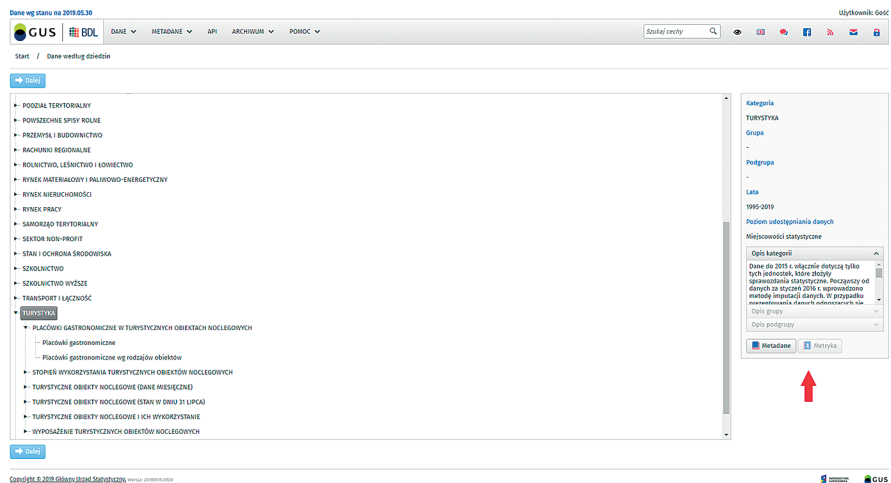 Dane wg stanu na 2019.05.30
Użytkownik: Gość
GUS BDL DANE METADANE API ARCHIWUM POMOC Szukaj cechy
Start / Dane według dziedzin
Dalej
PODZIAŁ TERYTORIALNY
POWSZECHNE SPISY ROLNE
PRZEMYSŁ I BUDOWNICTWO
RACHUNKI REGIONALNE
ROLNICTWO, LEŚNICTWO I ŁOWIECTWO
RYNEK MATERIAŁOWY I PALIWOWO-ENERGETYCZNY
RYNEK NIERUCHOMOŚCI
RYNEK PRACY
SAMORZĄD TERYTORIALNY
SEKTOR NON-PROFIT
STAN I OCHRONA ŚRODOWISKA
SZKOLNICTWO
SZKOLNICTWO WYŻSZE
TRANSPORT I ŁĄCZNOŚĆ
TURYSTYKA
PLACÓWKI GASTRONOMICZNE W TURYSTYCZNYCH OBIEKTACH NOCLEGOWYCH
Placówki gastronomiczne
Placówki gastronomiczne wg rodzajów obiektów
STOPIEŃ WYKORZYSTANIA TURYSTYCZNYCH OBIEKTÓW NOCLEGOWYCH
TURYSTYCZNE OBIEKTY NOCLEGOWE (DANE MIESIĘCZNE)
TURYSTYCZNE OBIEKTY NOCLEGOWE (STAN W DNIU 31 LIPCA)
TURYSTYCZNE OBIEKTY NOCLEGOWE I ICH WYKORZYSTANIE
WYPOSAŻENIE TURYSTYCZNYCH OBIEKTÓW NOCLEGOWYCH
Kategoria
TURYSTYKA
Grupa
-
Podgrupa
-
Lata
1995-2019
Poziom udostępniania danych
Miejscowości statystyczne
Opis kategorii
Dane do 2015 r. włącznie dotyczą tylko
tych jednostek, które złożyły
sprawozdania statystyczne. Począwszy od
danych za styczeń 2016 r. wprowadzono
metodę imputacji danych. W przypadku
prezentowania danych odnoszących się
Opis grupy
Opis podgrupy
Metadane Metryka
Dalej
Copyright © 2019 Główny Urząd Statystyczny,
GUS